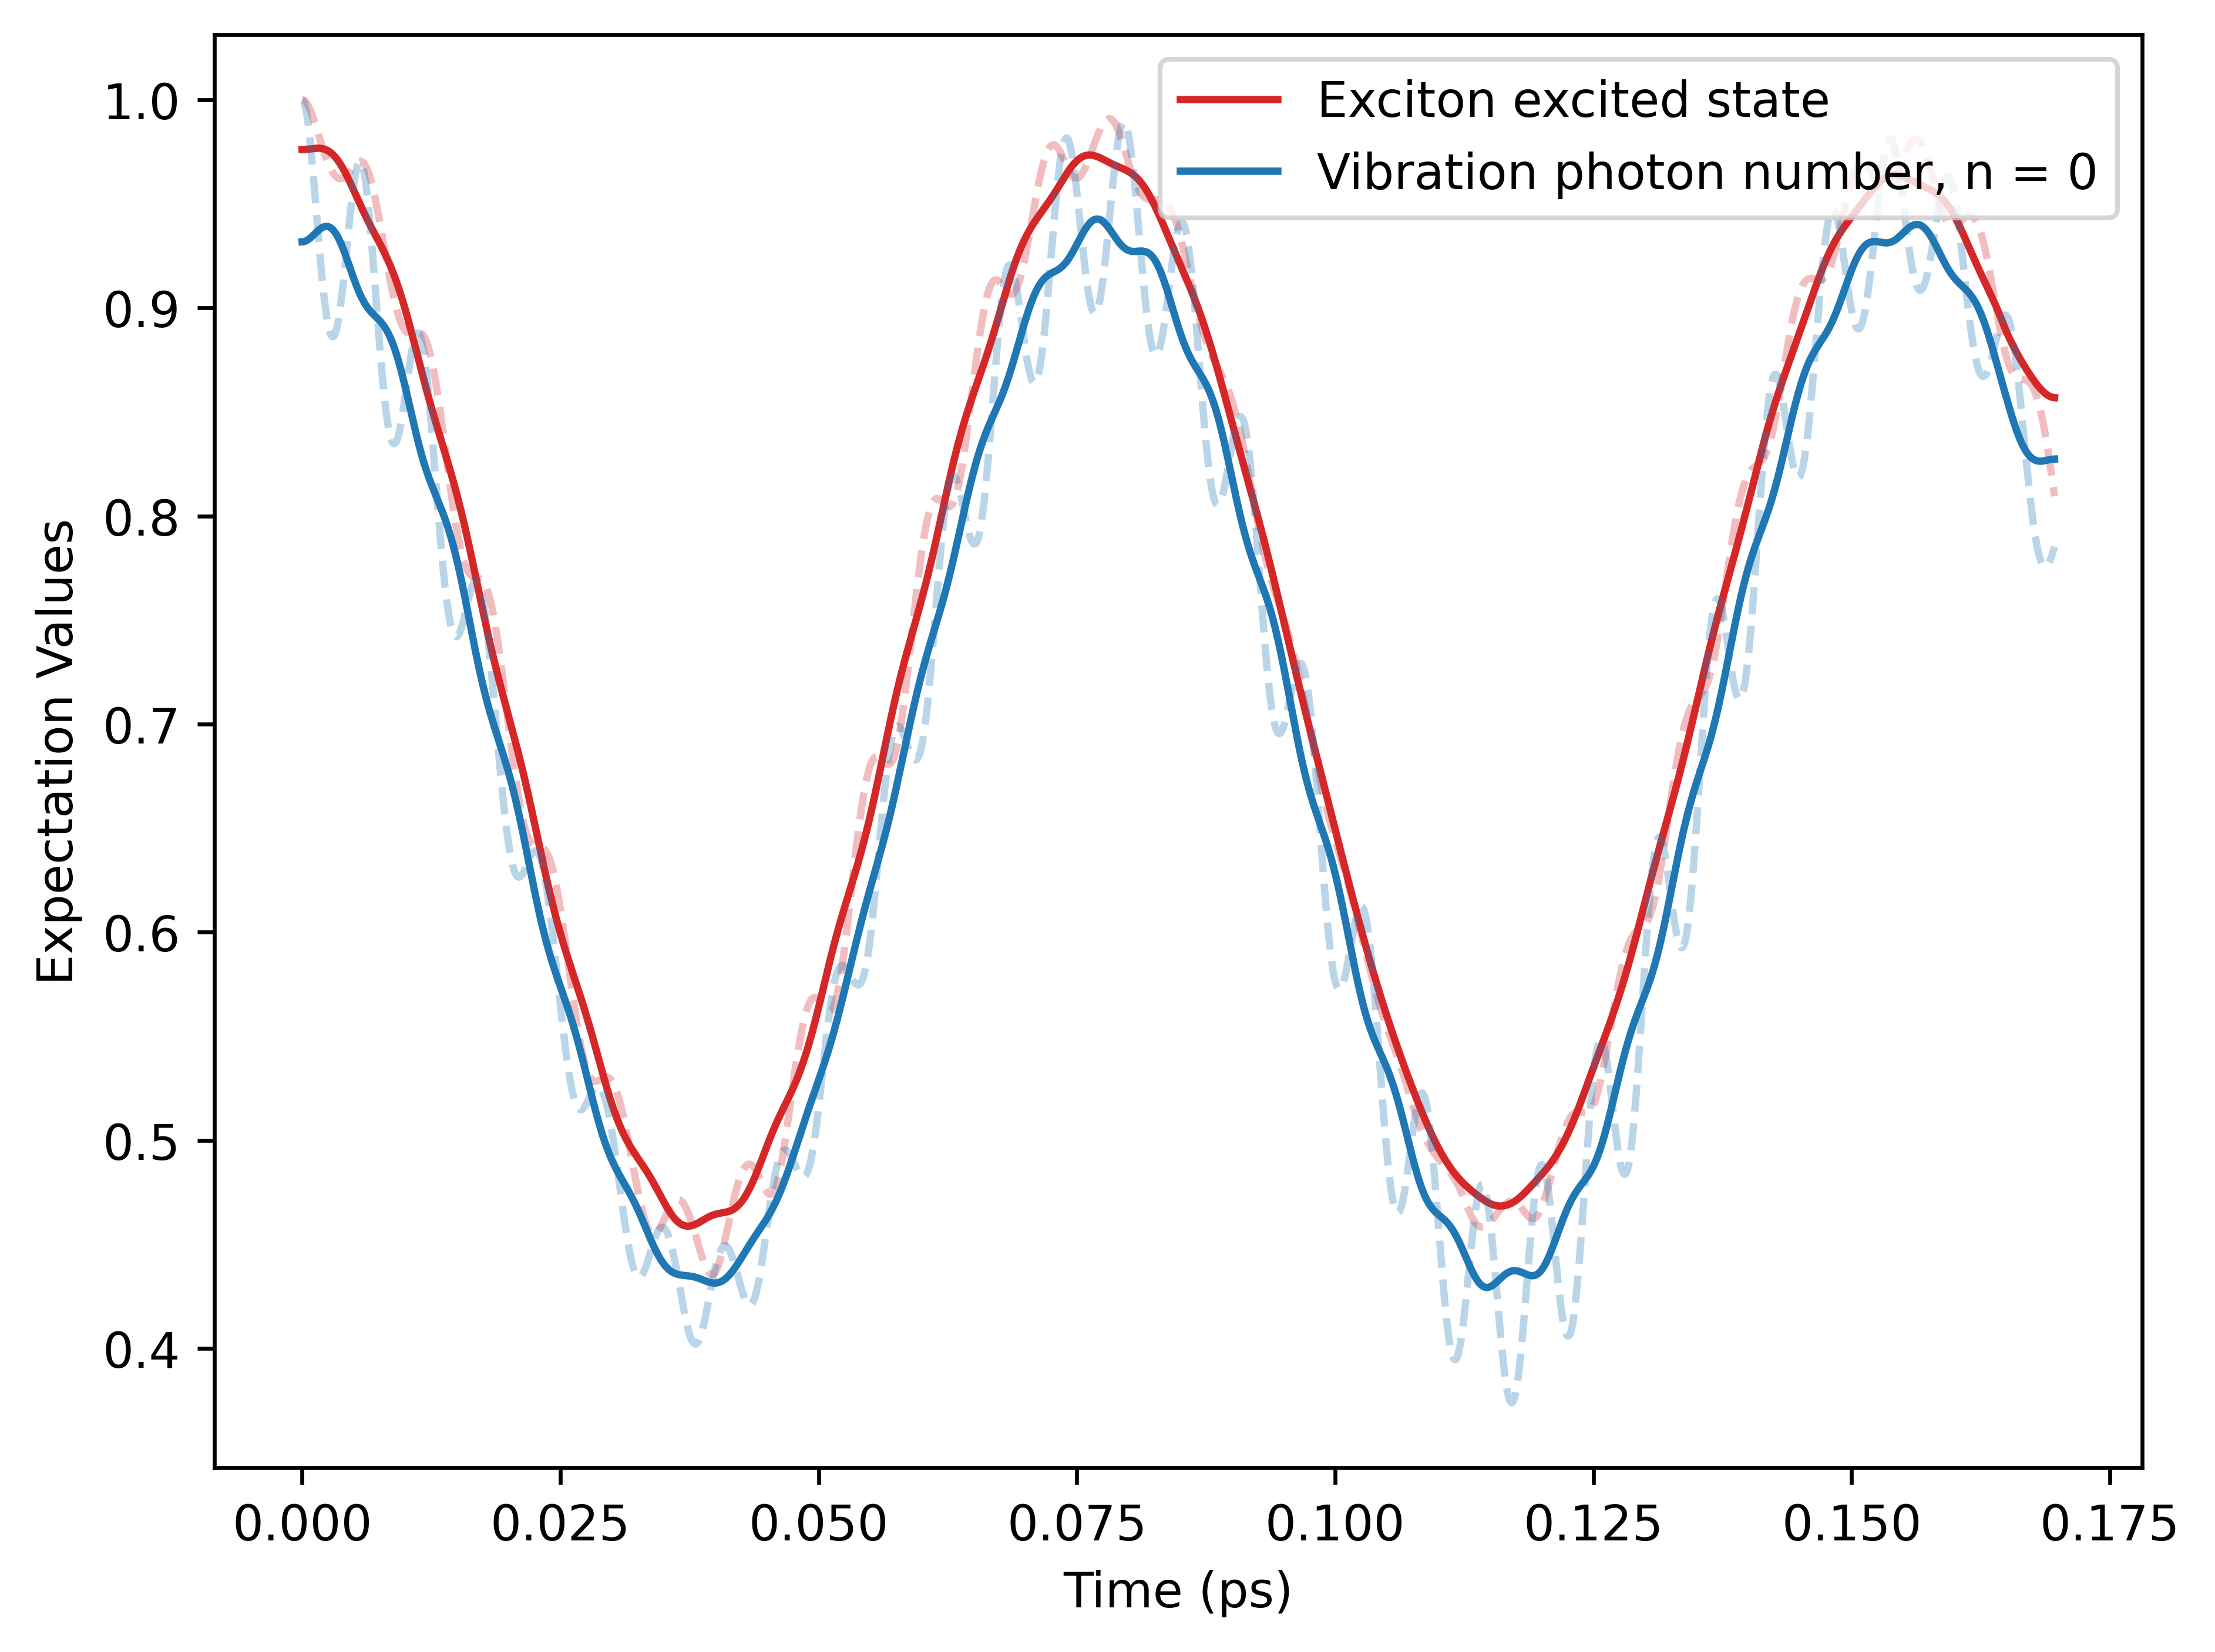 Exciton excited state
Vibration photon number, n = 0
Expectation Values
1.0
0.9
0.8
0.7
0.6
0.5
0.4
0.000 0.025 0.050 0.075 0.100 0.125 0.150 0.175
Time (ps)